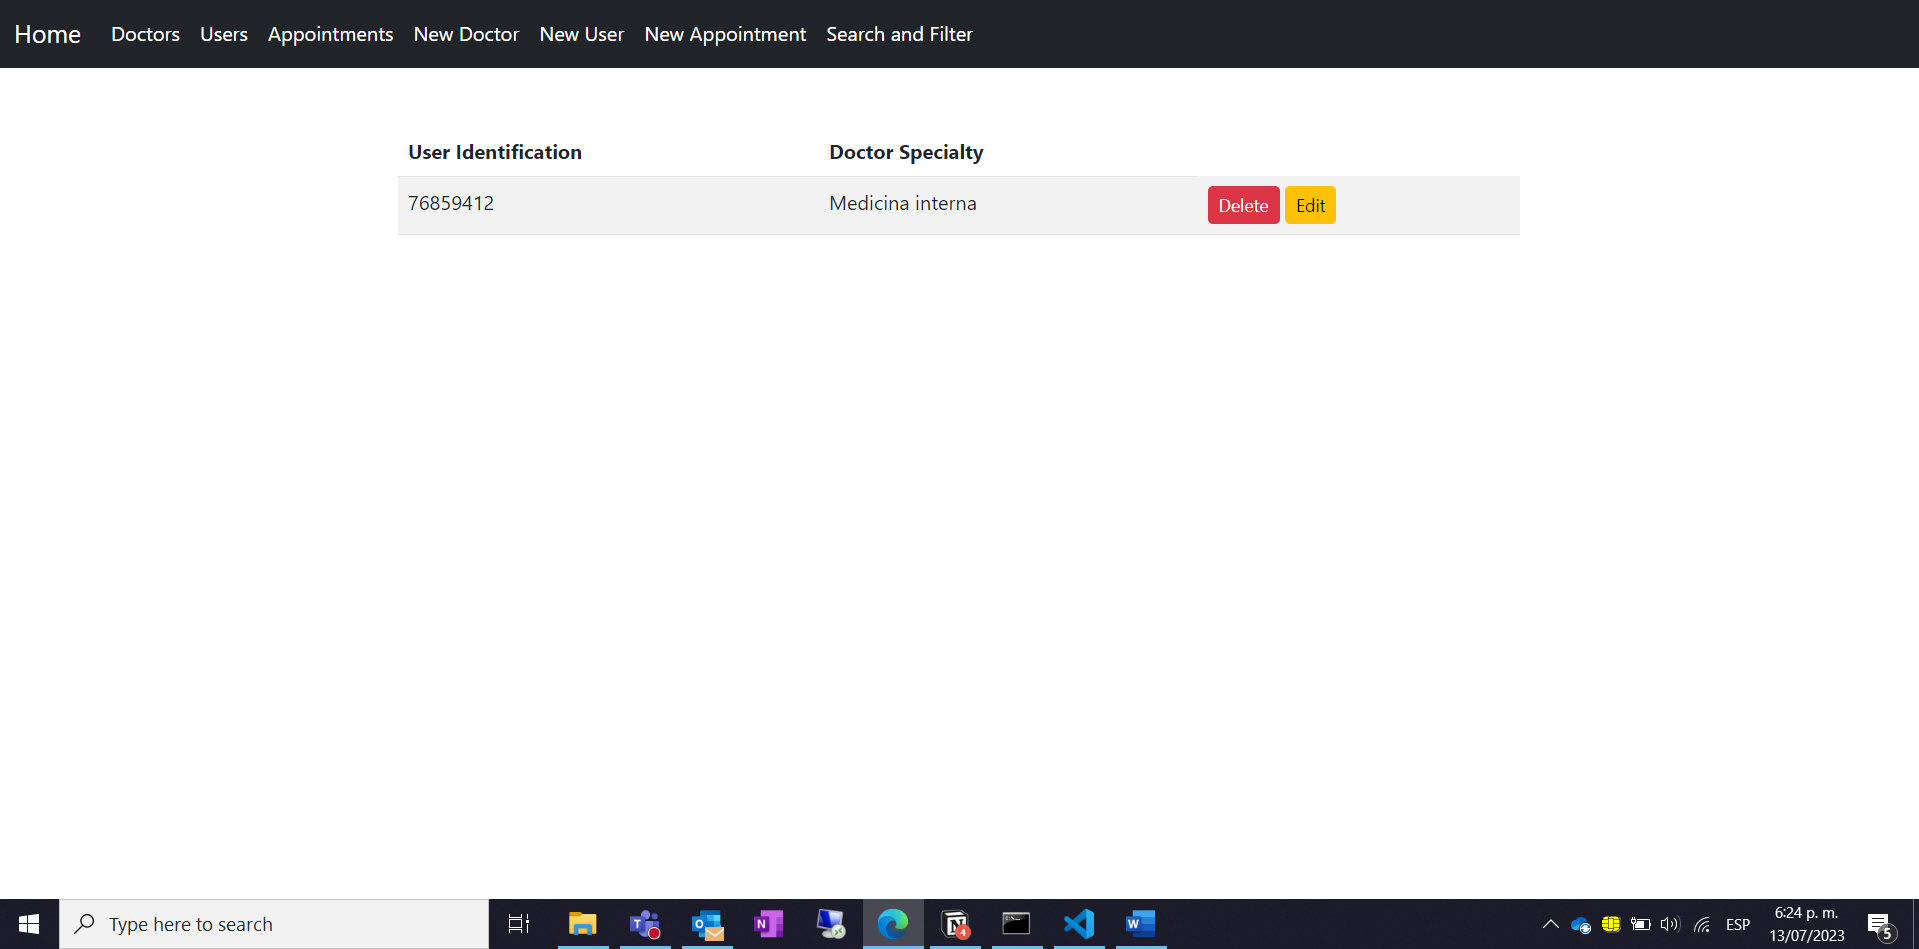 Home Doctors Users Appointments New Doctor New User New Appointment Search and Filter
User Identification Doctor Specialty
76859412 Medicina interna Delete Edit
Type here to search
4
ESP
6:24 p. m.
13/07/2023
5